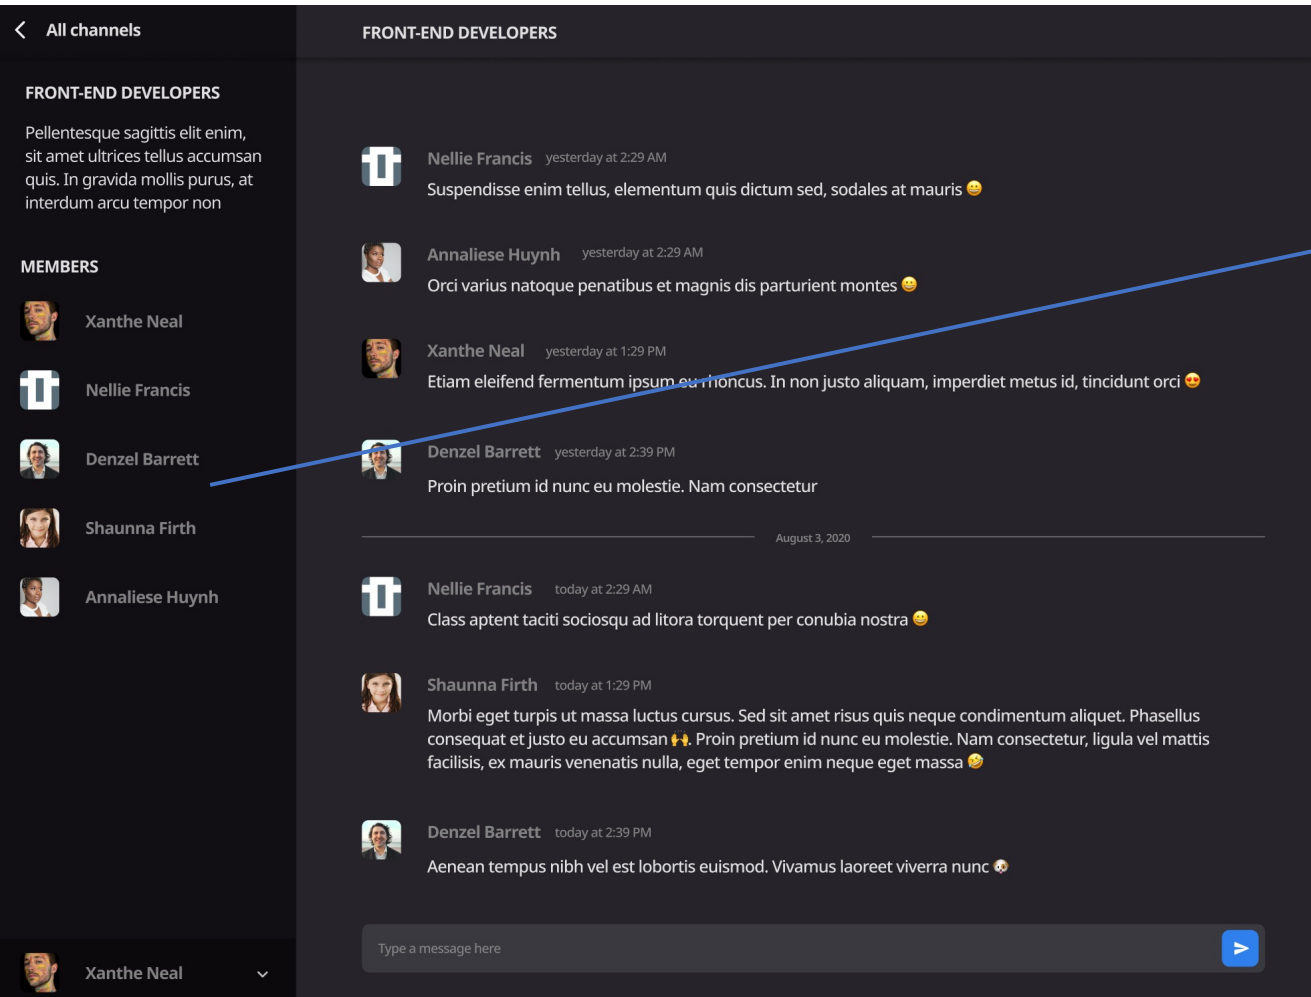 All channels
FRONT-END DEVELOPERS
Pellentesque sagittis elit enim,
sit amet ultrices tellus accumsan
quis. In gravida mollis purus, at
interdum arcu tempor non
MEMBERS
Xanthe Neal
Nellie Francis
Denzel Barrett
Shaunna Firth
Annaliese Huynh
Xanthe Neal
FRONT-END DEVELOPERS
Nellie Francis yesterday at 2:29 AM
Suspendisse enim tellus, elementum quis dictum sed, sodales at mauris 😀
Annaliese Huynh yesterday at 2:29 AM
Orci varius natoque penatibus et magnis dis parturient montes 😀
Xanthe Neal yesterday at 1:29 PM
Etiam eleifend fermentum ipsum eu rhoncus. In non justo aliquam, imperdiet metus id, tincidunt orci 😍
Denzel Barrett yesterday at 2:39 PM
Proin pretium id nunc eu molestie. Nam consectetur
August 3, 2020
Nellie Francis today at 2:29 AM
Class aptent taciti sociosqu ad litora torquent per conubia nostra 😀
Shaunna Firth today at 1:29 PM
Morbi eget turpis ut massa luctus cursus. Sed sit amet risus quis neque condimentum aliquet. Phasellus
consequat et justo eu accumsan 🙌. Proin pretium id nunc eu molestie. Nam consectetur, ligula vel mattis
facilisis, ex mauris venenatis nulla, eget tempor enim neque eget massa 🤣
Denzel Barrett today at 2:39 PM
Aenean tempus nibh vel est lobortis euismod. Vivamus laoreet viverra nunc 🐶
Type a message here